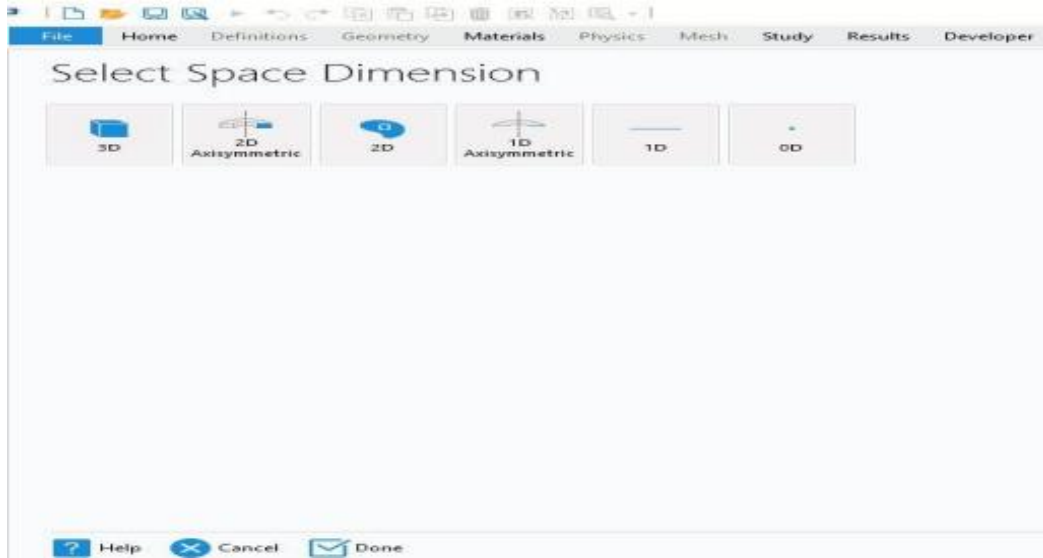 File Home Definitions Geometry Materials Physics Mesh Study Results Developer
Select Space Dimension
3D
2D
Axisymmetric
2D
1D
Axisymmetric
1D
0D
? Help Cancel Done